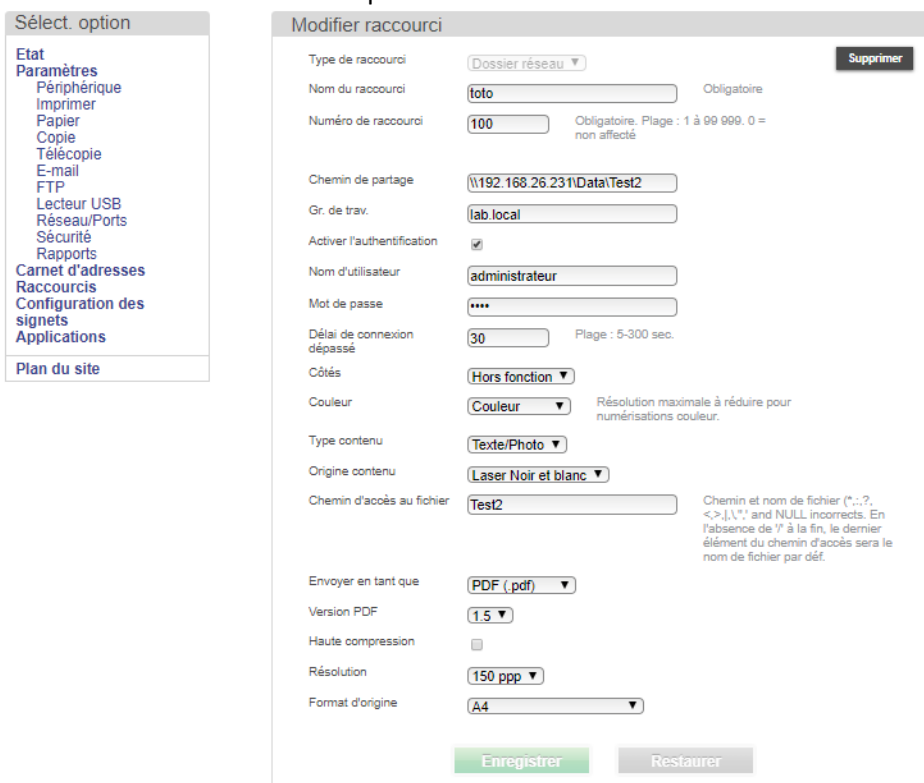 Sélect. option
Etat
Paramètres
Périphérique
Imprimer
Papier
Copie
Télécopie
E-mail
FTP
Lecteur USB
Réseau/Ports
Sécurité
Rapports
Carnet d'adresses
Raccourcis
Configuration des
signets
Applications
Plan du site
Modifier raccourci
Type de raccourci
Dossier réseau
Supprimer
Nom du raccourci
toto
Obligatoire
Numéro de raccourci
100
Obligatoire. Plage : 1 à 99 999. 0 =
non affecté
Chemin de partage
\\192.168.26.231\Data\Test2
Gr. de trav.
lab.local
Activer l'authentification
Nom d'utilisateur
administrateur
Mot de passe
••••
Délai de connexion
dépassé
30
Plage : 5-300 sec.
Côtés
Hors fonction
Couleur
Couleur
Résolution maximale à réduire pour
numérisations couleur.
Type contenu
Texte/Photo
Origine contenu
Laser Noir et blanc
Chemin d'accès au fichier
Test2
Chemin et nom de fichier (*,:,?,
<,>,|,\,",' and NULL incorrects. En
l'absence de '/' à la fin, le dernier
élément du chemin d'accès sera le
nom de fichier par déf.
Envoyer en tant que
PDF (.pdf)
Version PDF
1.5
Haute compression
Résolution
150 ppp
Format d'origine
A4
Enregistrer
Restaurer